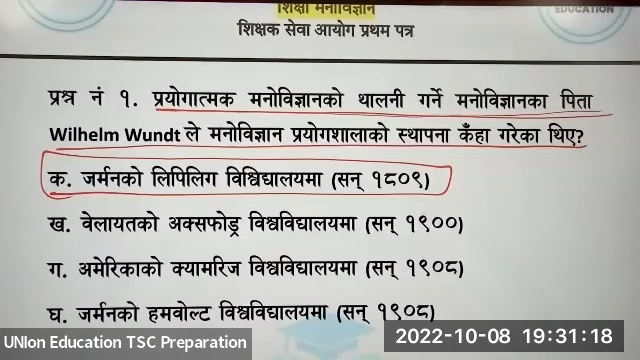 शिक्षा मनोविज्ञान
EDUCATION
शिक्षक सेवा आयोग प्रथम पत्र
प्रश्न नं १. प्रयोगात्मक मनोविज्ञानको थालनी गर्ने मनोविज्ञानका पिता
Wilhelm Wundt ले मनोविज्ञान प्रयोगशालाको स्थापना कँहा गरेका थिए?
क. जर्मनको लिपिलिग विश्विद्यालयमा (सन् १८०९)
ख. वेलायतको अक्सफोड्र विश्वविद्यालयमा (सन् १९००)
ग. अमेरिकाको क्यामरिज विश्वविद्यालयमा (सन् १९०८)
घ. जर्मनको हमवोल्ट विश्वविद्यालयमा (सन् १९०८)
UNIon Education TSC Preparation
2022-10-08 19:31:18